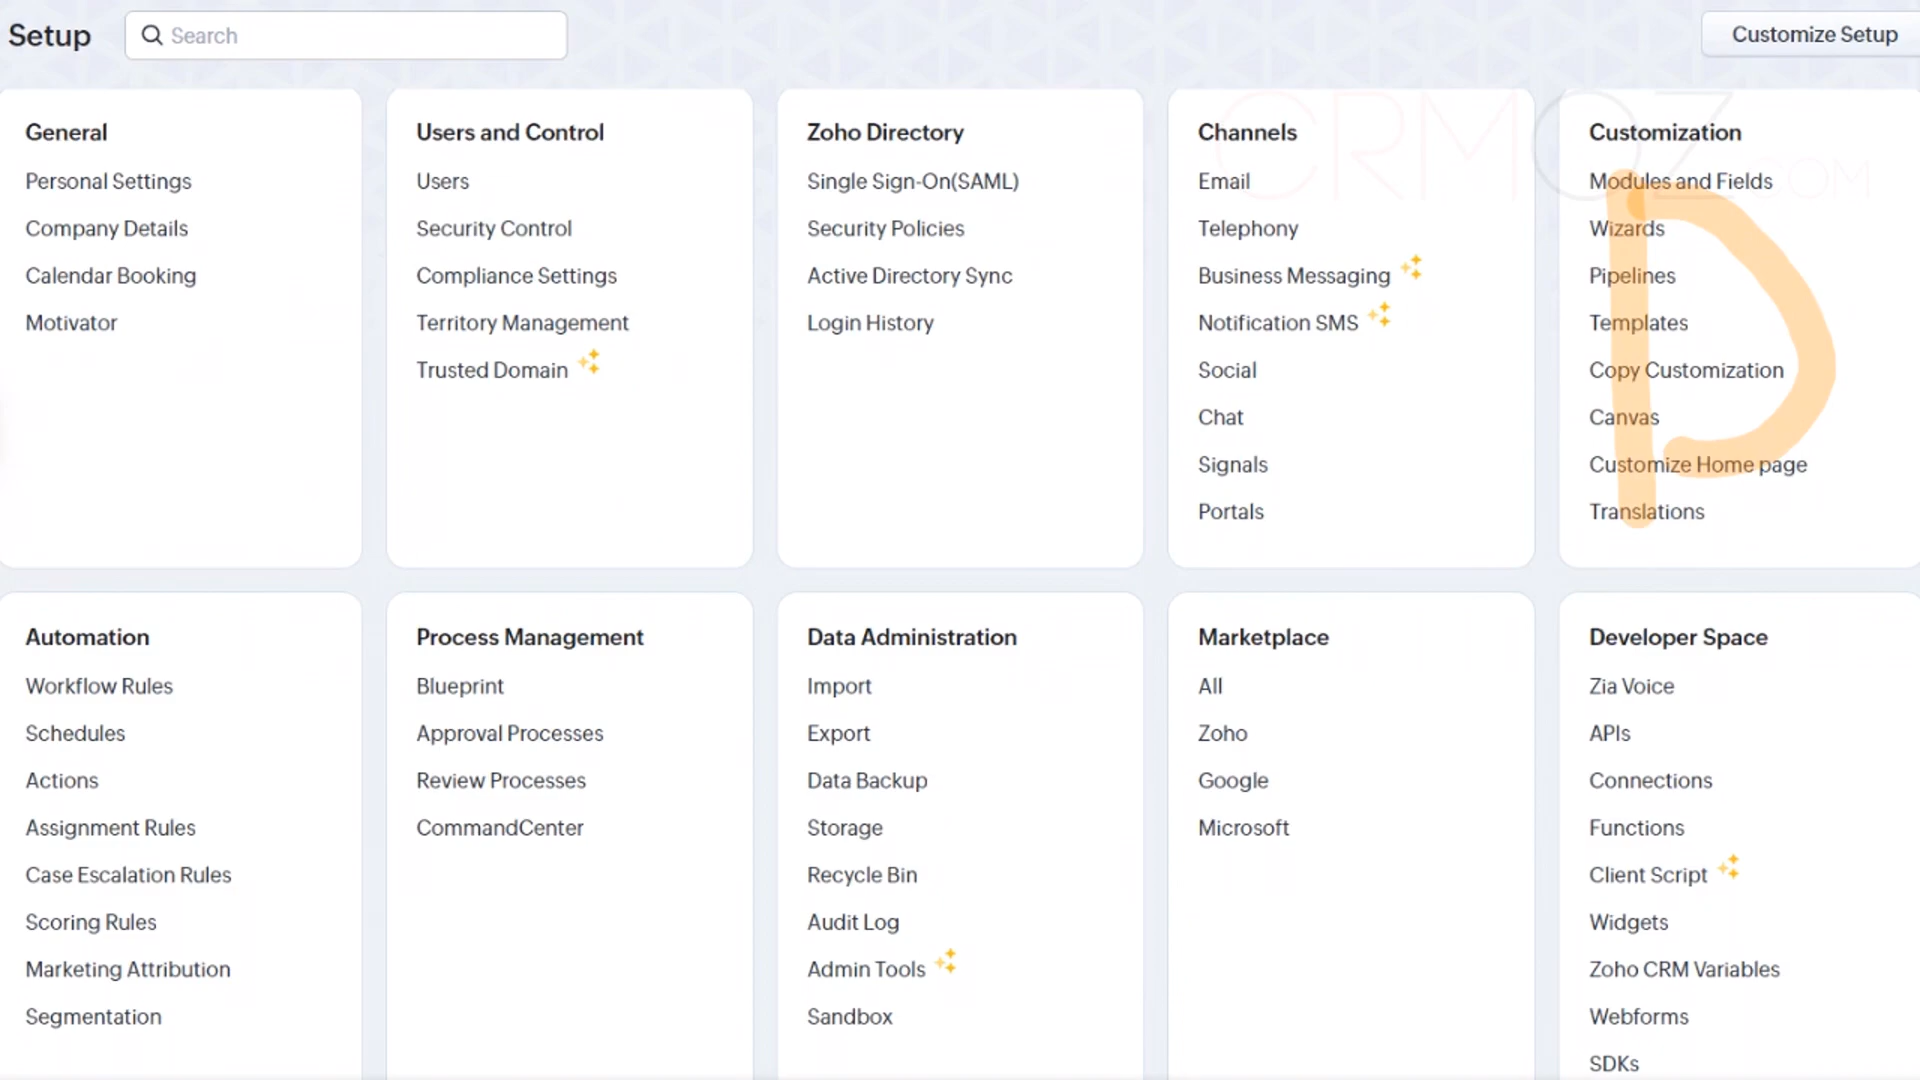 Setup
Search
Customize Setup
CRMOZ.COM
General
Personal Settings
Company Details
Calendar Booking
Motivator
Users and Control
Users
Security Control
Compliance Settings
Territory Management
Trusted Domain
Zoho Directory
Single Sign-On(SAML)
Security Policies
Active Directory Sync
Login History
Channels
Email
Telephony
Business Messaging
Notification SMS
Social
Chat
Signals
Portals
Customization
Modules and Fields
Wizards
Pipelines
Templates
Copy Customization
Canvas
Customize Home page
Translations
D
Automation
Workflow Rules
Schedules
Actions
Assignment Rules
Case Escalation Rules
Scoring Rules
Marketing Attribution
Segmentation
Process Management
Blueprint
Approval Processes
Review Processes
CommandCenter
Data Administration
Import
Export
Data Backup
Storage
Recycle Bin
Audit Log
Admin Tools
Sandbox
Marketplace
All
Zoho
Google
Microsoft
Developer Space
Zia Voice
APIs
Connections
Functions
Client Script
Widgets
Zoho CRM Variables
Webforms
SDKs